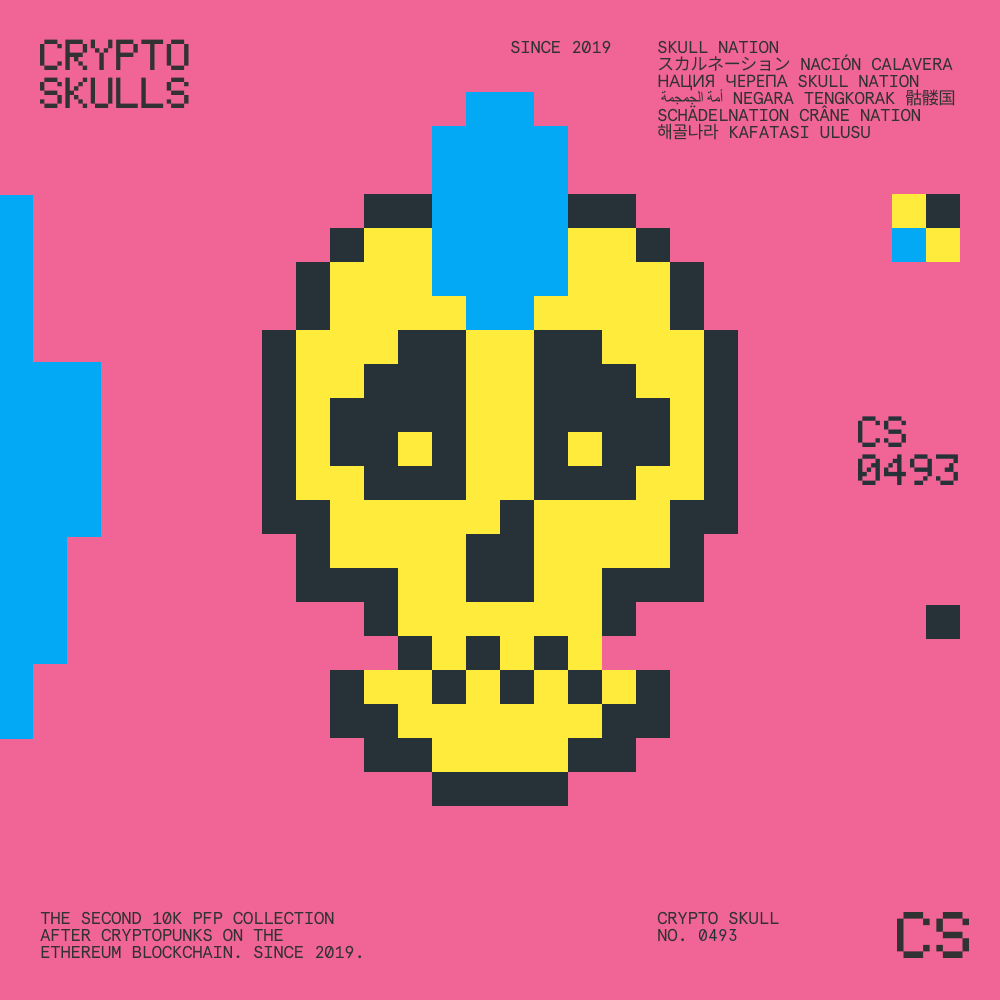 CRYPTO
SKULLS
SINCE 2019
SKULL NATION
スカルネーション NACIÓN CALAVERA
НАЦИЯ ЧЕРЕПА SKULL NATION
أمة الجمجمة NEGARA TENGKORAK 骷髅国
SCHÄDELNATION CRÂNE NATION
해골나라 KAFATASI ULUSU
CS
0493
THE SECOND 10K PFP COLLECTION
AFTER CRYPTOPUNKS ON THE
ETHEREUM BLOCKCHAIN. SINCE 2019.
CRYPTO SKULL
NO. 0493
CS